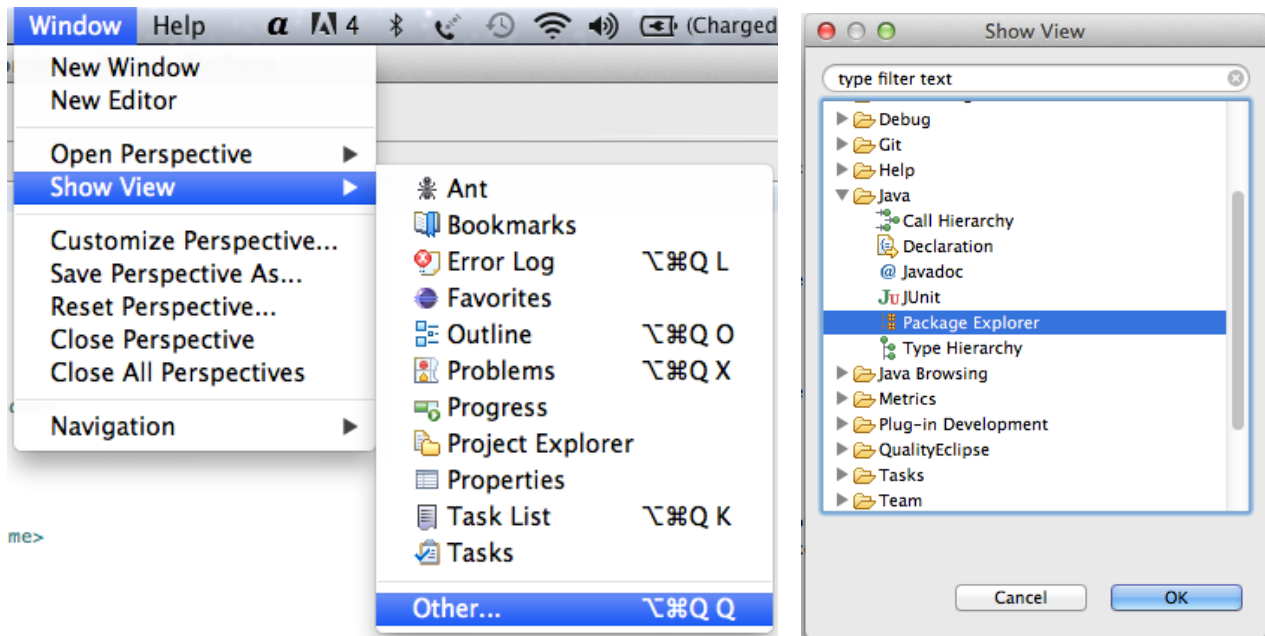 Window Help a 4 (Charged
New Window
New Editor
Open Perspective
Show View
Customize Perspective...
Save Perspective As...
Reset Perspective...
Close Perspective
Close All Perspectives
Navigation
me>
Ant
Bookmarks
Error Log ⌥⌘Q L
Favorites
Outline ⌥⌘Q O
Problems ⌥⌘Q X
Progress
Project Explorer
Properties
Task List ⌥⌘Q K
Tasks
Other... ⌥⌘Q Q
Show View
type filter text
Debug
Git
Help
Java
Call Hierarchy
Declaration
@ Javadoc
Ju JUnit
Package Explorer
Type Hierarchy
Java Browsing
Metrics
Plug-in Development
QualityEclipse
Tasks
Team
Cancel OK